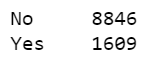 No     8846
Yes    1609